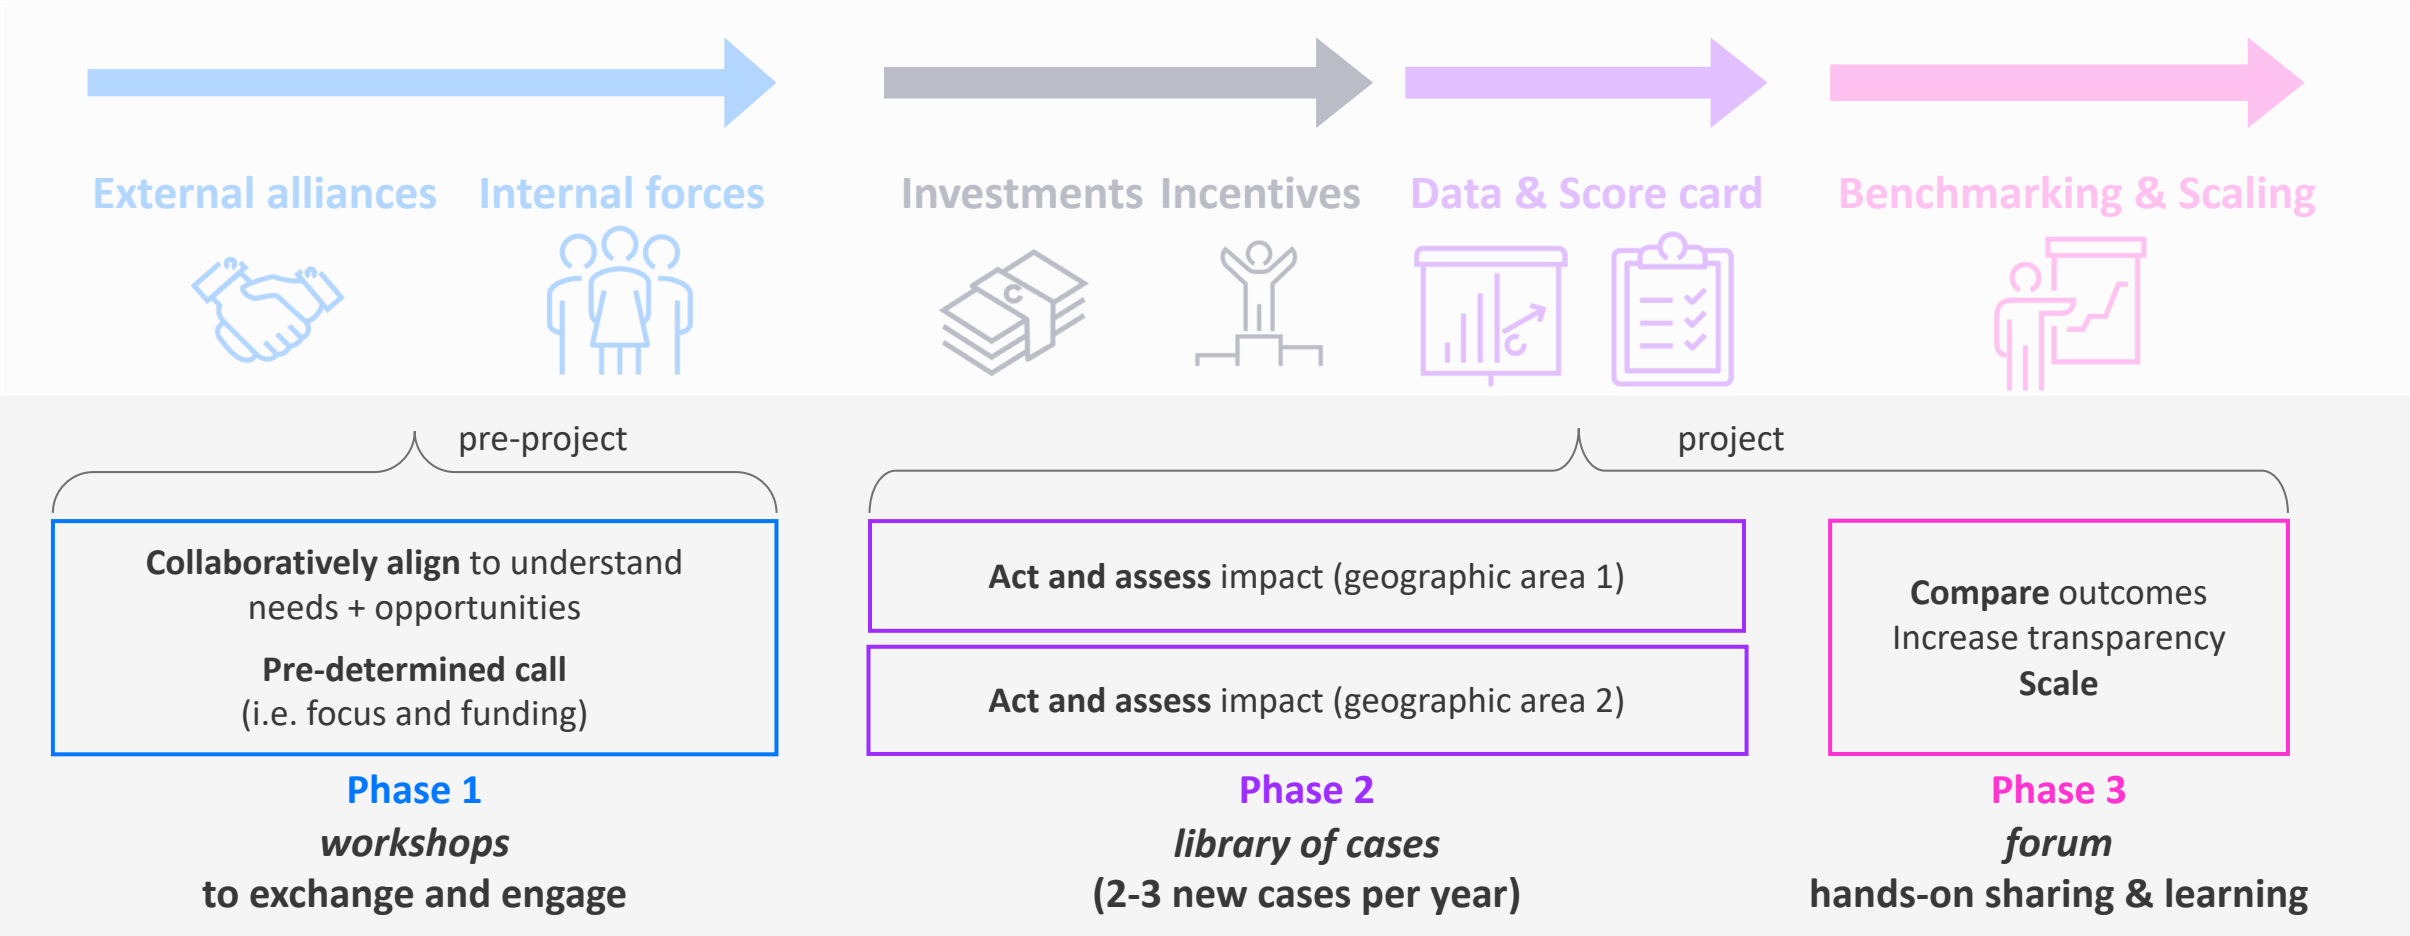 External alliances
Internal forces
Investments
Incentives
Data & Score card
Benchmarking & Scaling
pre-project
project
Collaboratively align to understand
needs + opportunities
Pre-determined call
(i.e. focus and funding)
Act and assess impact (geographic area 1)
Act and assess impact (geographic area 2)
Compare outcomes
Increase transparency
Scale
Phase 1
workshops
to exchange and engage
Phase 2
library of cases
(2-3 new cases per year)
Phase 3
forum
hands-on sharing & learning